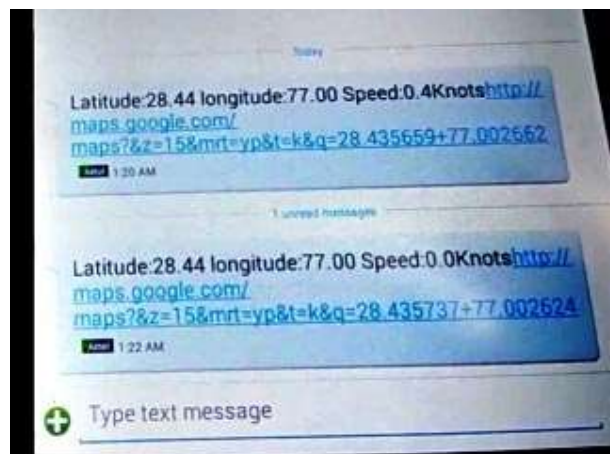 Today
Latitude:28.44 longitude:77.00 Speed:0.4Knotshttp://
maps.google.com/
maps?&z=15&mrt=yp&t=k&q=28.435659+77.002662
Airtel 1:20 AM
1 unread messages
Latitude:28.44 longitude:77.00 Speed:0.0Knotshttp://
maps.google.com/
maps?&z=15&mrt=yp&t=k&q=28.435737+77.002624
Airtel 1:22 AM
Type text message